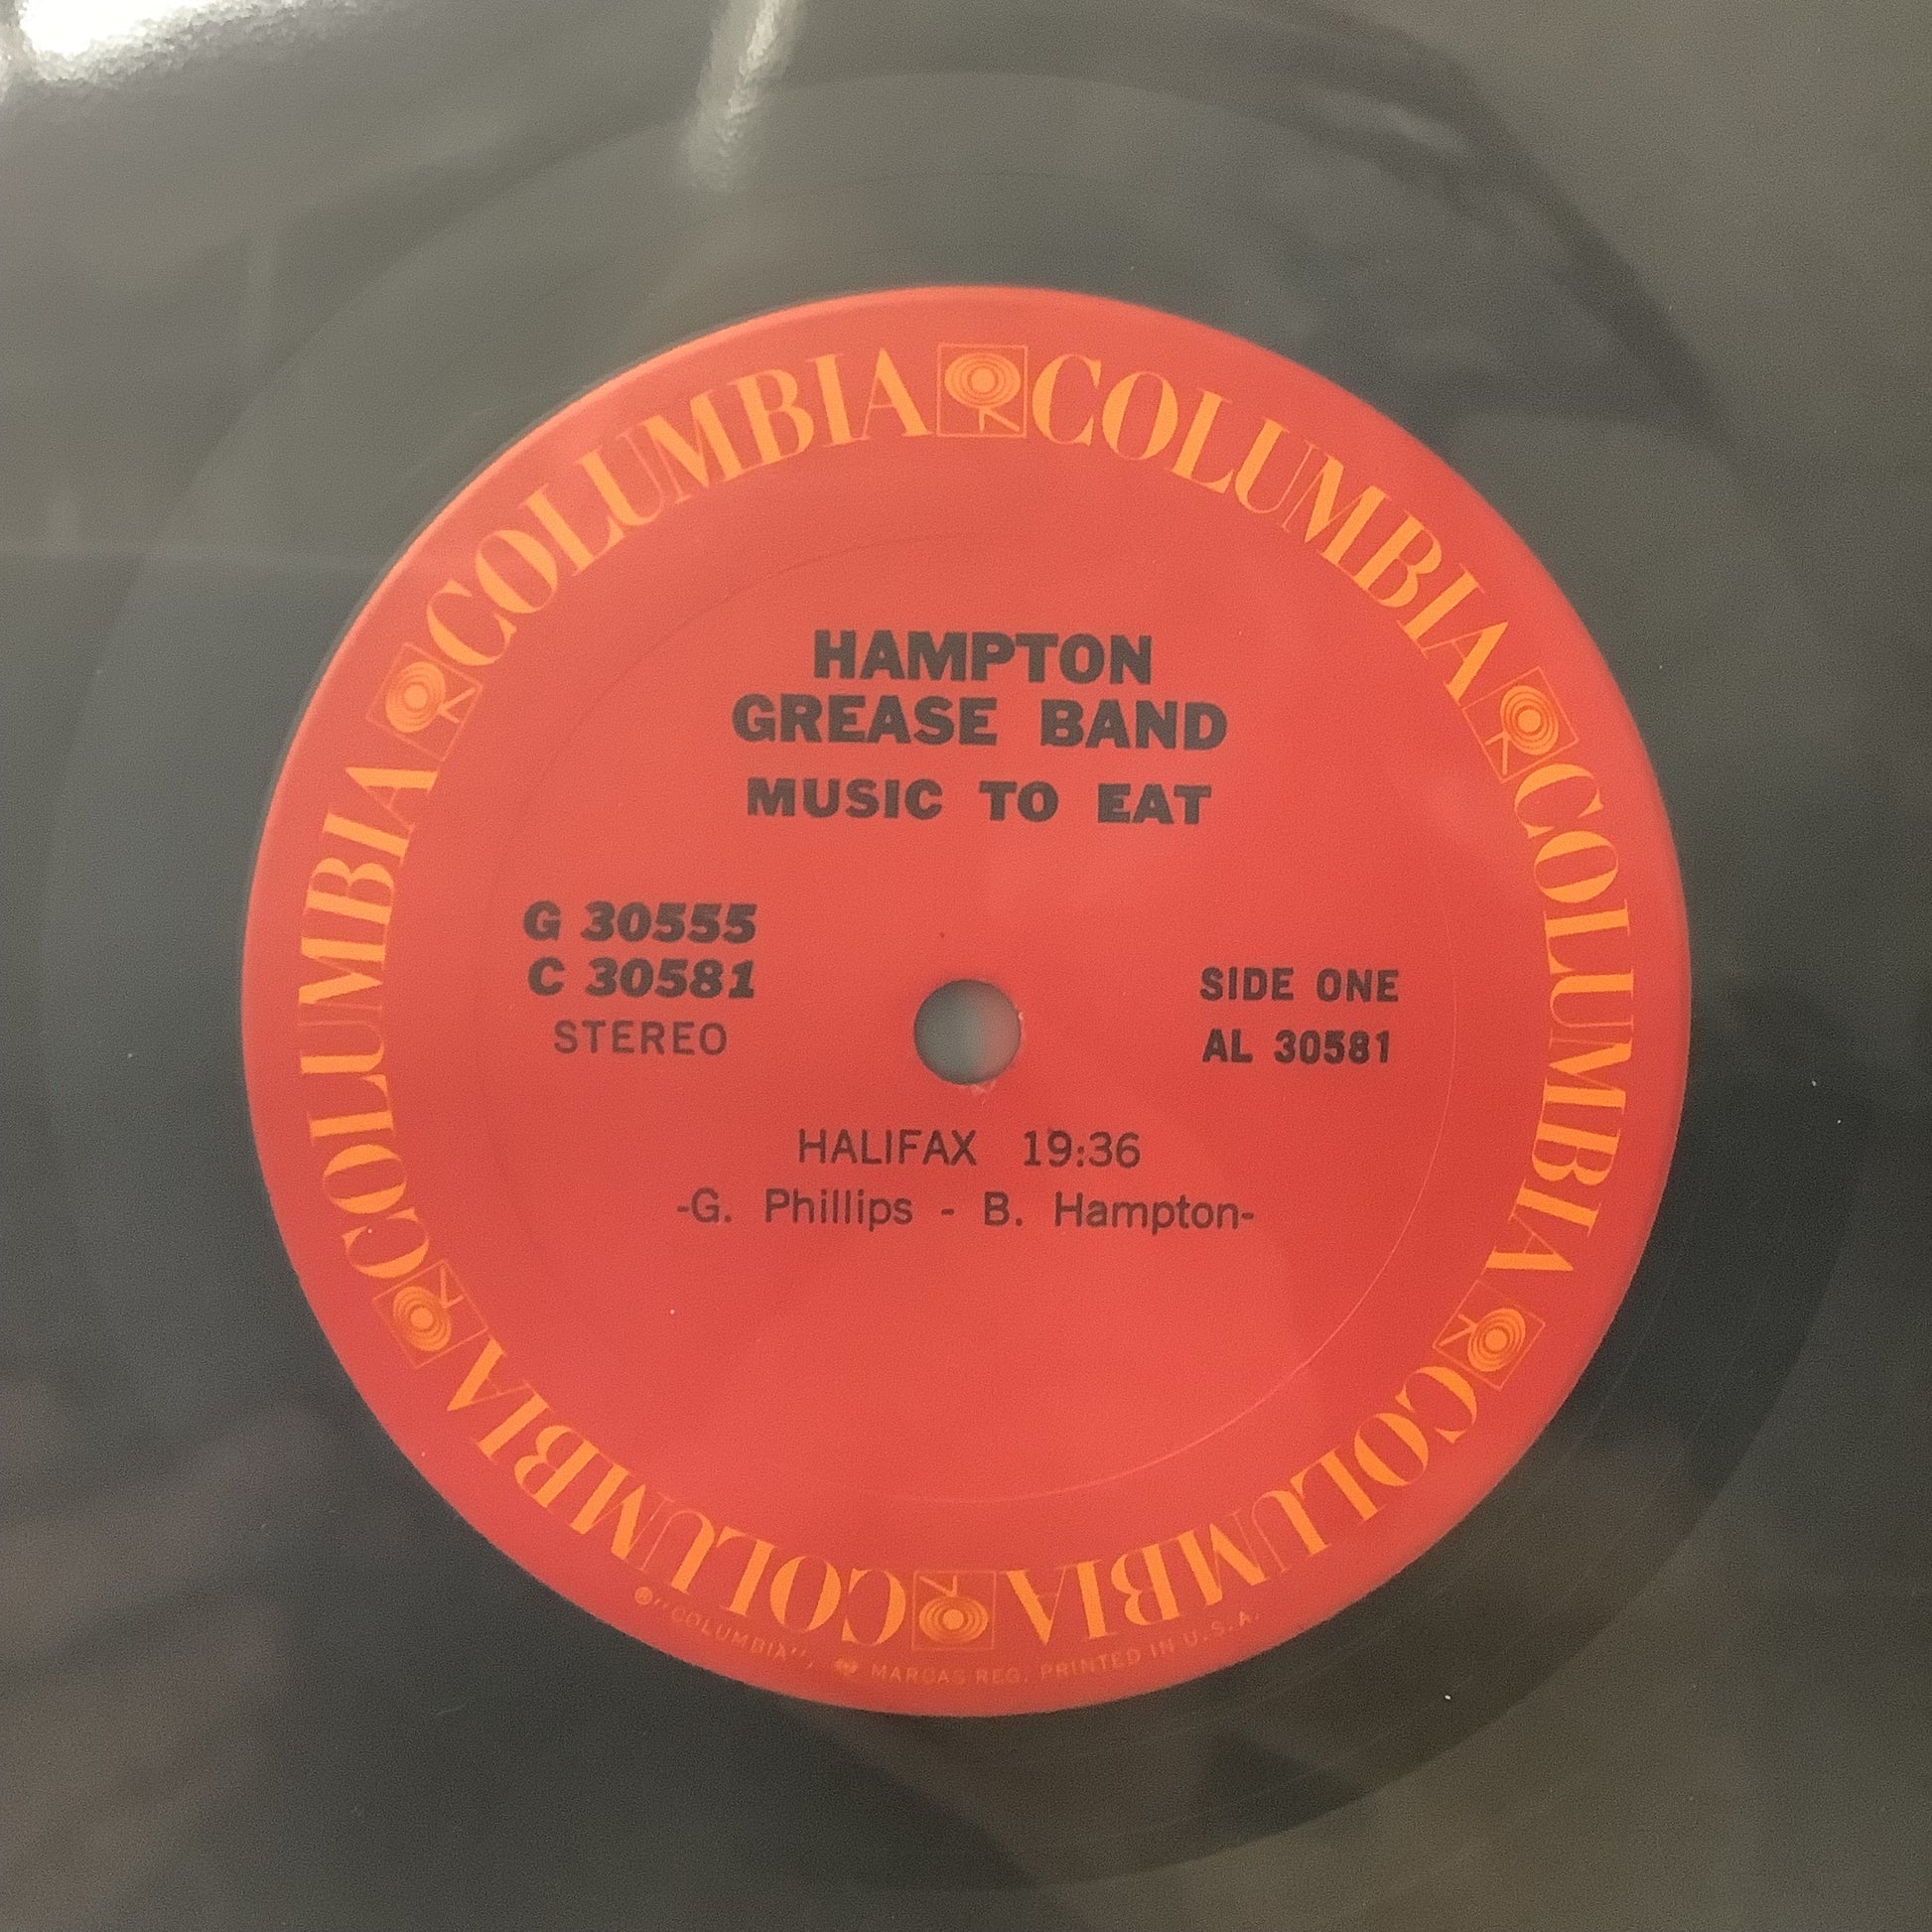 COLUMBIA COLUMBIA COLUMBIA COLUMBIA COLUMBIA COLUMBIA
HAMPTON
GREASE BAND
MUSIC TO EAT
G 30555
C 30581
STEREO
SIDE ONE
AL 30581
HALIFAX 19:36
-G. Phillips - B. Hampton-
® "COLUMBIA", MARCAS REG. PRINTED IN U.S.A.